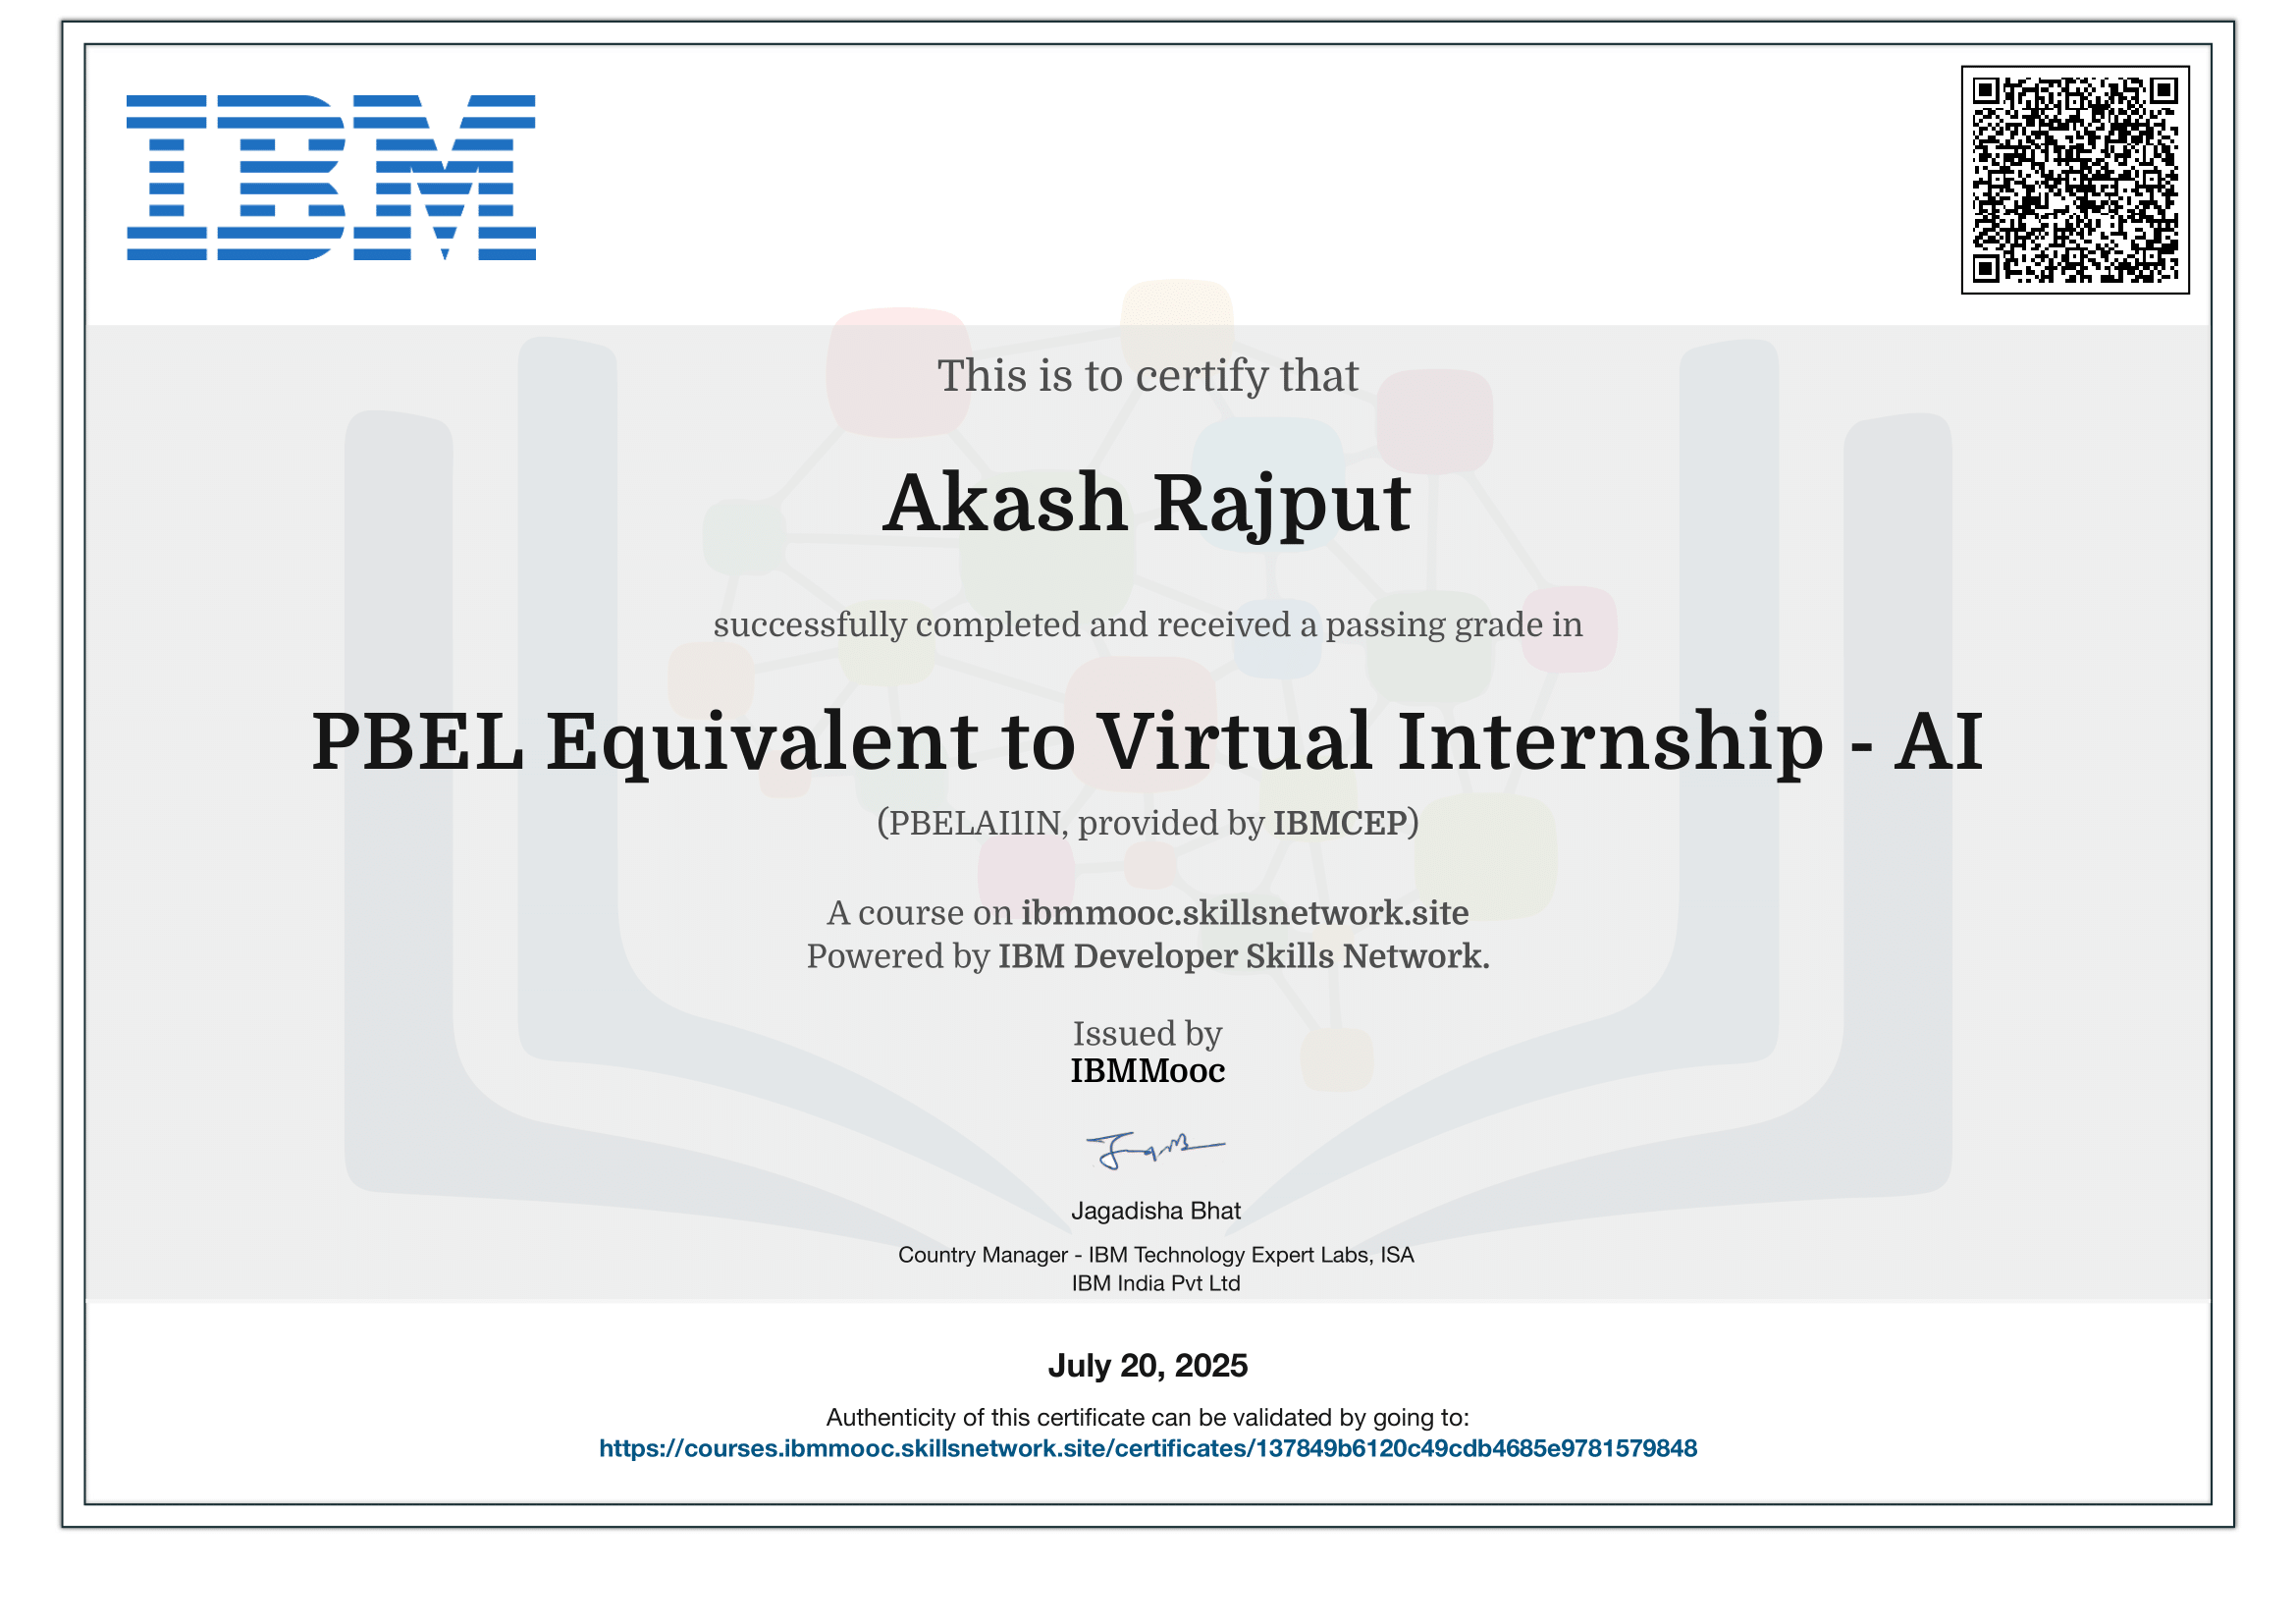 IBM
This is to certify that
Akash Rajput
successfully completed and received a passing grade in
PBEL Equivalent to Virtual Internship - AI
(PBELAI1IN, provided by IBMCEP)
A course on ibmmooc.skillsnetwork.site
Powered by IBM Developer Skills Network.
Issued by
IBMMooc
Jagadisha Bhat
Country Manager - IBM Technology Expert Labs, ISA
IBM India Pvt Ltd
July 20, 2025
Authenticity of this certificate can be validated by going to:
https://courses.ibmmooc.skillsnetwork.site/certificates/137849b6120c49cdb4685e9781579848